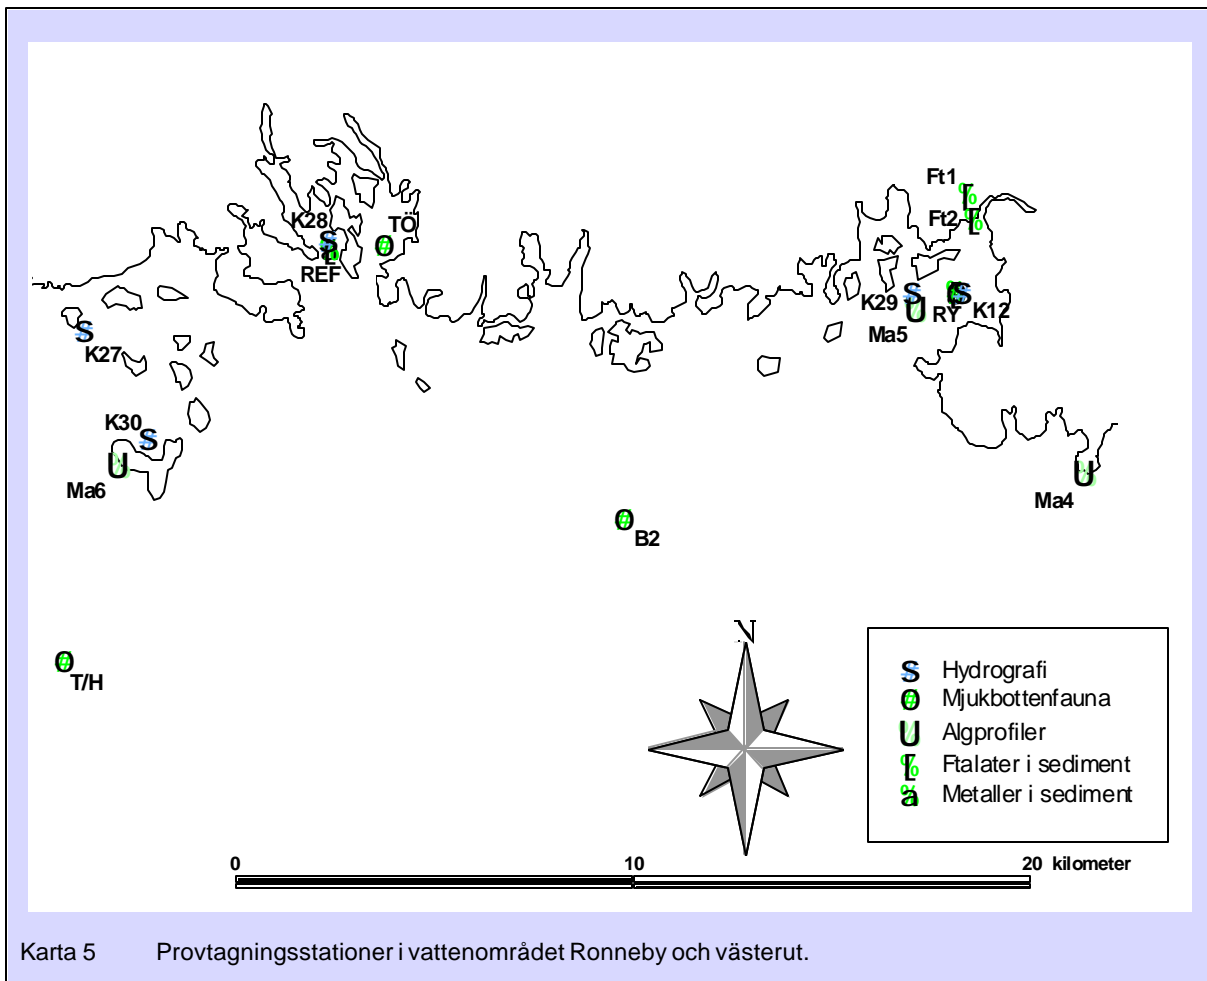 Ft1
Ft2
K28
TÖ
REF
K29
RY
K12
Ma5
K27
K30
Ma6
Ma4
B2
T/H
N
S Hydrografi
O Mjukbottenfauna
U Algprofiler
[ Ftalater i sediment
a Metaller i sediment
0 10 20 kilometer
Karta 5 Provtagningsstationer i vattenområdet Ronneby och västerut.